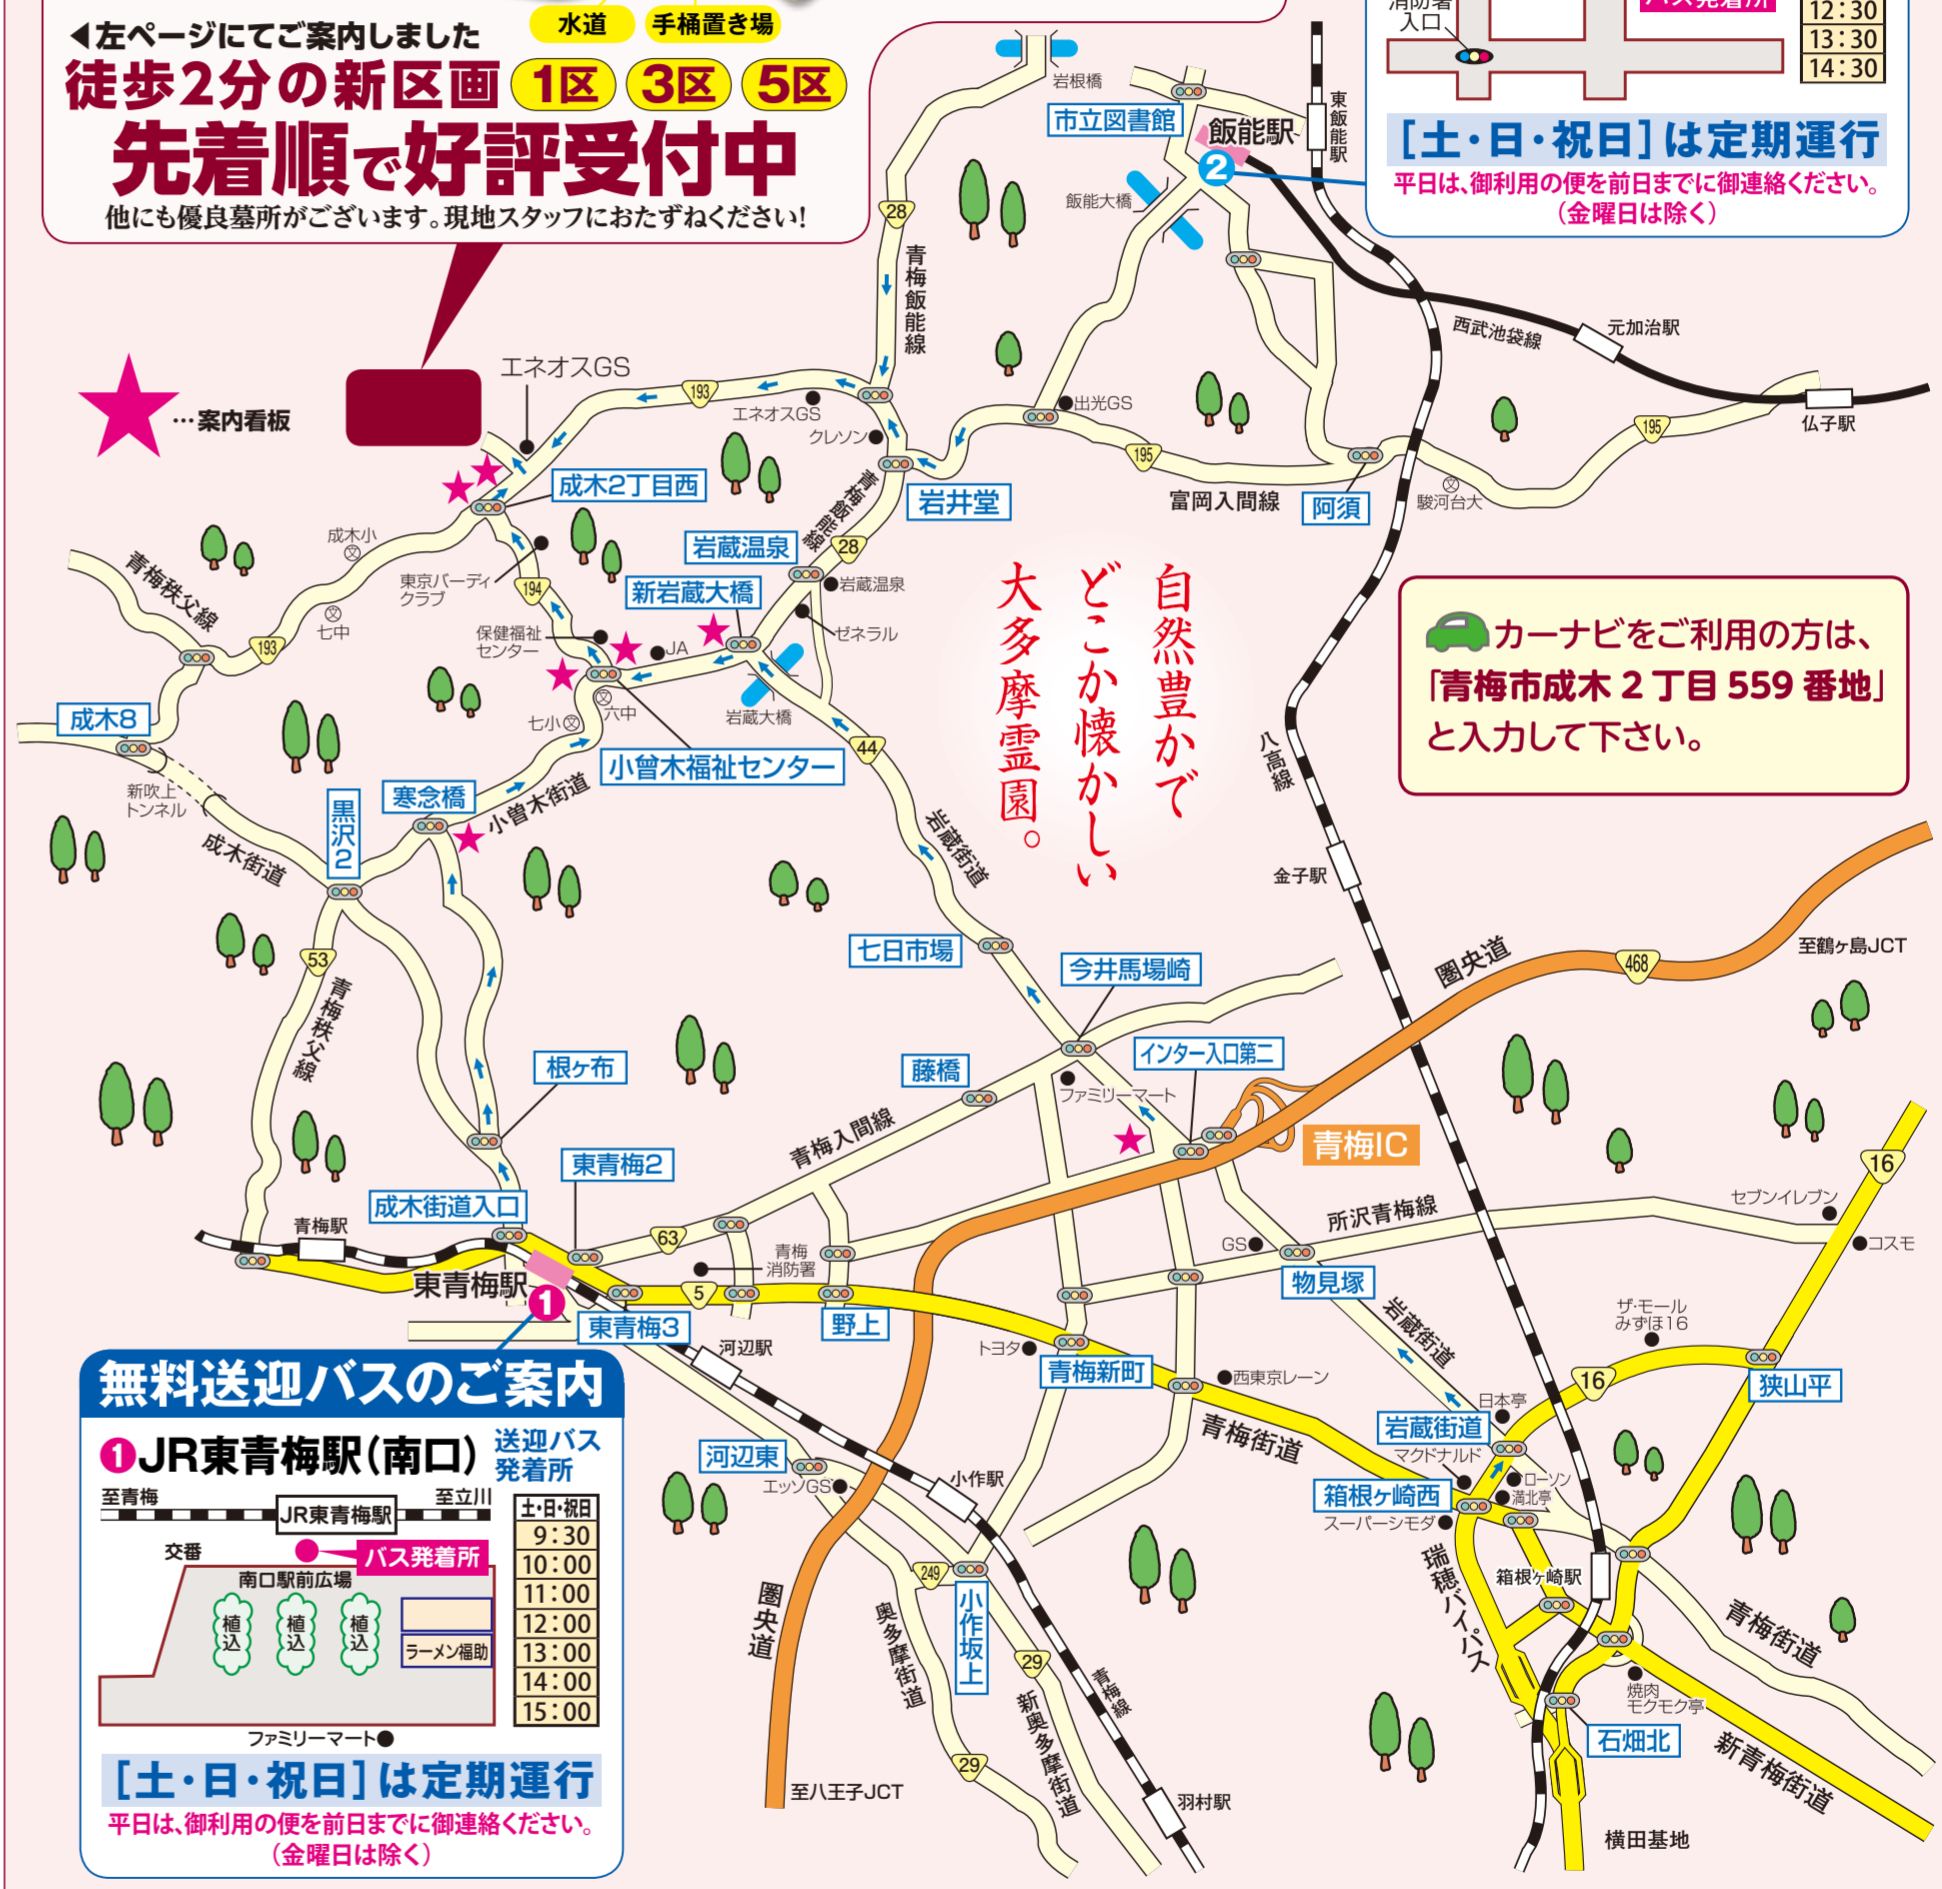 水道
手桶置き場
◀左ページにてご案内しました
徒歩2分の新区画 1区 3区 5区
先着順で好評受付中
他にも優良墓所がございます。現地スタッフにおたずねください!
入口
12:30
13:30
14:30
[土・日・祝日]は定期運行
平日は、御利用の便を前日までに御連絡ください。
(金曜日は除く)
岩根橋
市立図書館
飯能駅
東飯能駅
2
飯能大橋
28
青梅飯能線
西武池袋線
元加治駅
仏子駅
…案内看板
エネオスGS
193
エネオスGS
クレソン
出光GS
195
195
富岡入間線
阿須
駿河台大
成木2丁目西
岩井堂
青梅飯能線
28
岩蔵温泉
岩蔵温泉
新岩蔵大橋
ゼネラル
成木小
文
東京バーディ
クラブ
194
青梅秩父線
文
七中
193
保健福祉
センター
JA
文
六中
七小文
岩蔵大橋
小曾木福祉センター
44
成木8
新吹上
トンネル
成木街道
黒沢2
寒念橋
小曽木街道
岩蔵街道
自然豊かで
どこか懐かしい
大多摩霊園。
カーナビをご利用の方は、
「青梅市成木2丁目559番地」
と入力して下さい。
八高線
金子駅
圏央道
468
至鶴ヶ島JCT
七日市場
今井馬場崎
53
青梅秩父線
根ヶ布
藤橋
インター入口第二
ファミリーマート
青梅IC
青梅入間線
東青梅2
成木街道入口
青梅駅
63
青梅
消防署
東青梅駅
1
5
東青梅3
野上
河辺駅
所沢青梅線
GS
物見塚
セブンイレブン
16
コスモ
岩蔵街道
ザ・モール
みずほ16
16
狭山平
トヨタ
青梅新町
西東京レーン
青梅街道
日本亭
岩蔵街道
マクドナルド
ローソン
満北亭
箱根ヶ崎西
スーパーシモダ
瑞穂バイパス
箱根ヶ崎駅
青梅街道
焼肉
モクモク亭
石畑北
新青梅街道
横田基地
河辺東
エッソGS
小作駅
249
小作坂上
圏央道
奥多摩街道
29
29
新奥多摩街道
青梅線
羽村駅
至八王子JCT
無料送迎バスのご案内
1JR東青梅駅(南口)
送迎バス
発着所
至青梅
JR東青梅駅
至立川
交番
バス発着所
南口駅前広場
植込
植込
植込
ラーメン福助
ファミリーマート
土・日・祝日
9:30
10:00
11:00
12:00
13:00
14:00
15:00
[土・日・祝日]は定期運行
平日は、御利用の便を前日までに御連絡ください。
(金曜日は除く)